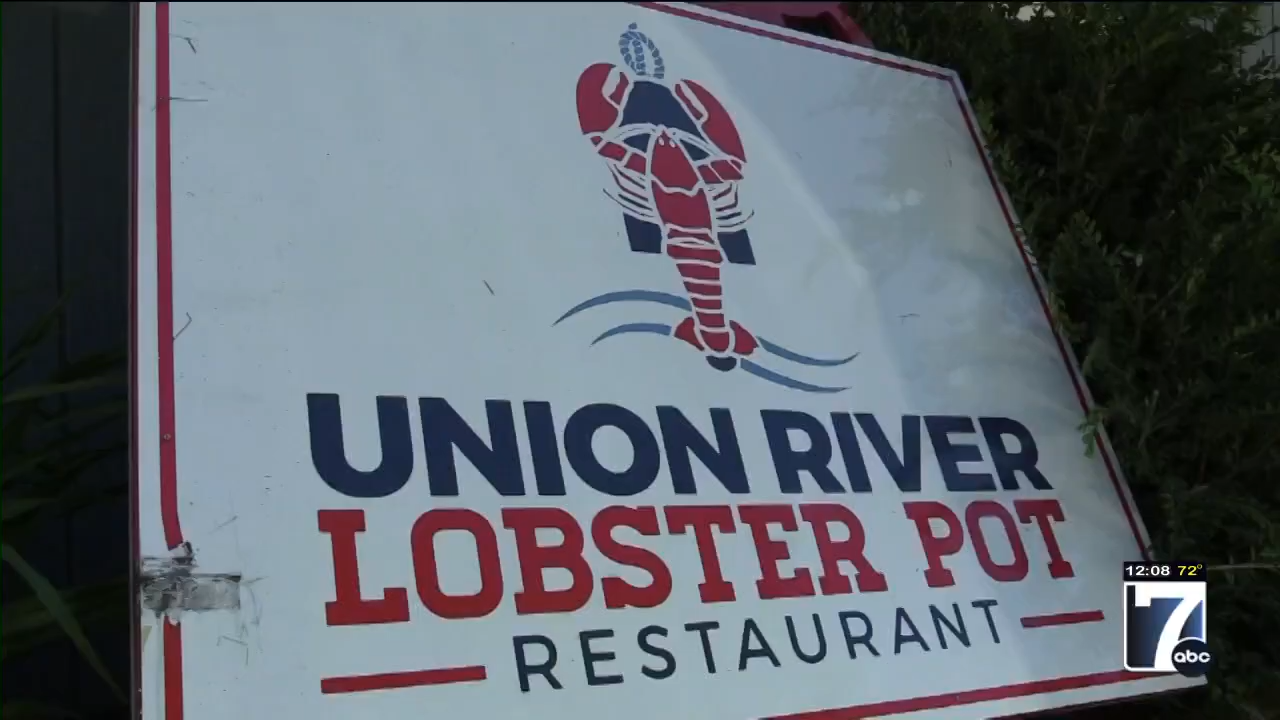 UNION RIVER
LOBSTER POT
RESTAURANT
12:08 72°
7
abc